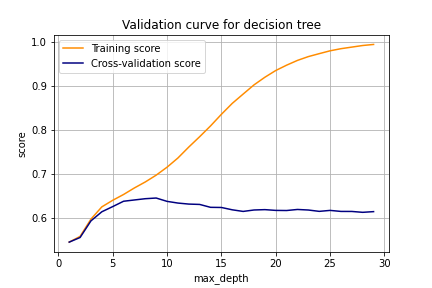 Validation curve for decision tree
Training score
Cross-validation score
1.0
0.9
0.8
0.7
0.6
score
0 5 10 15 20 25 30
max_depth